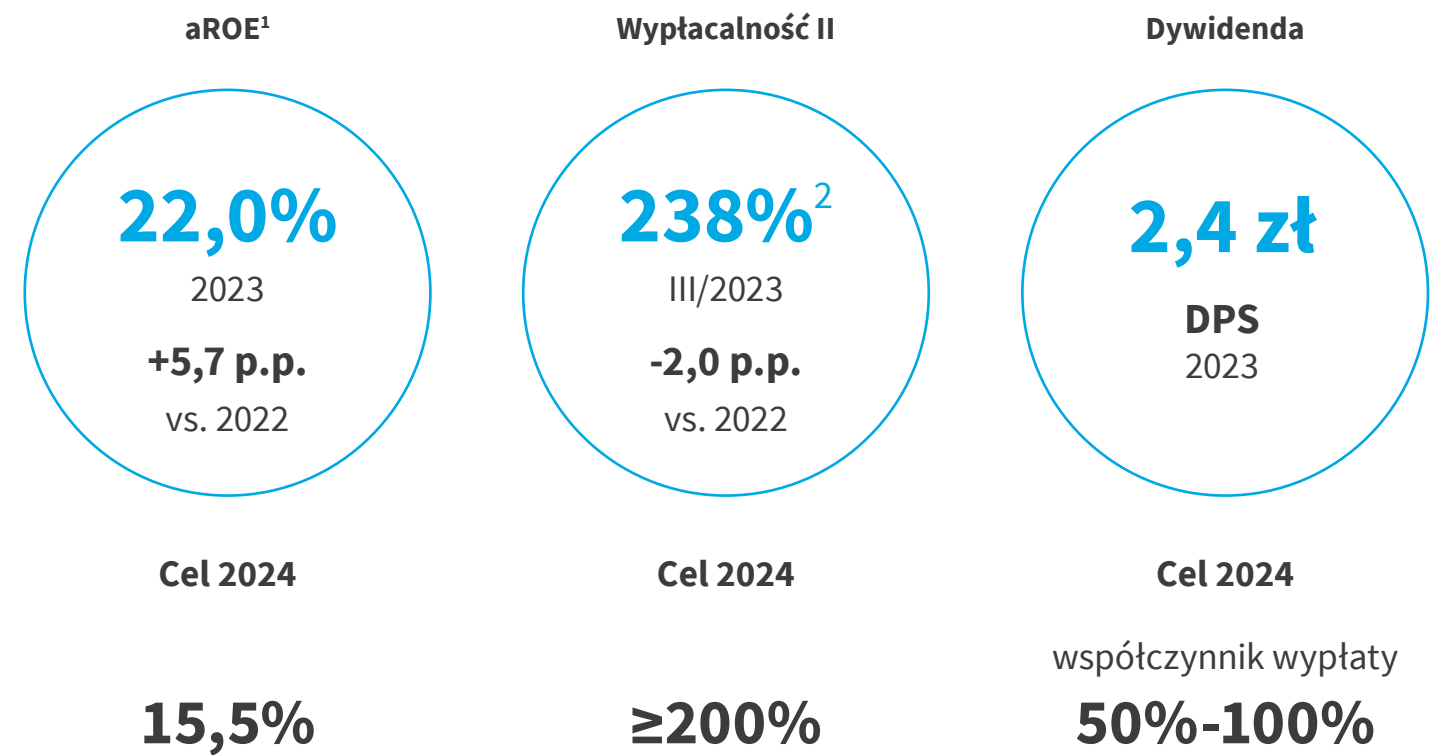 aROE¹
22,0%
2023
+5,7 p.p.
vs. 2022
Cel 2024
15,5%
Wypłacalność II
238%²
III/2023
-2,0 p.p.
vs. 2022
Cel 2024
≥200%
Dywidenda
2,4 zł
DPS
2023
Cel 2024
współczynnik wypłaty
50%-100%